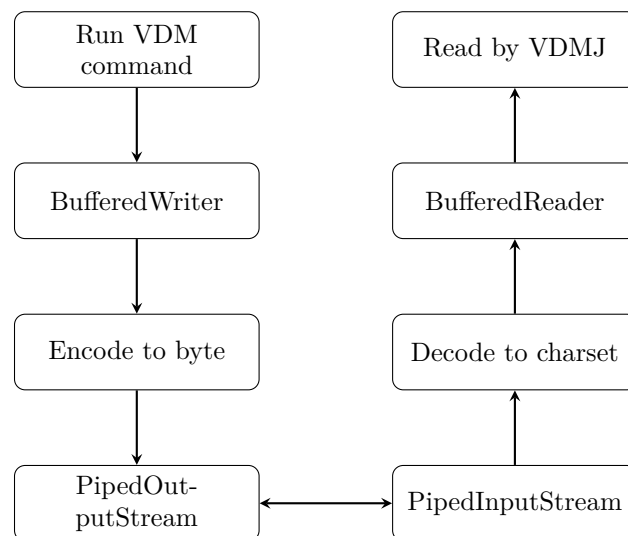 Run VDM
command
BufferedWriter
Encode to byte
PipedOut-
putStream
Read by VDMJ
BufferedReader
Decode to charset
PipedInputStream